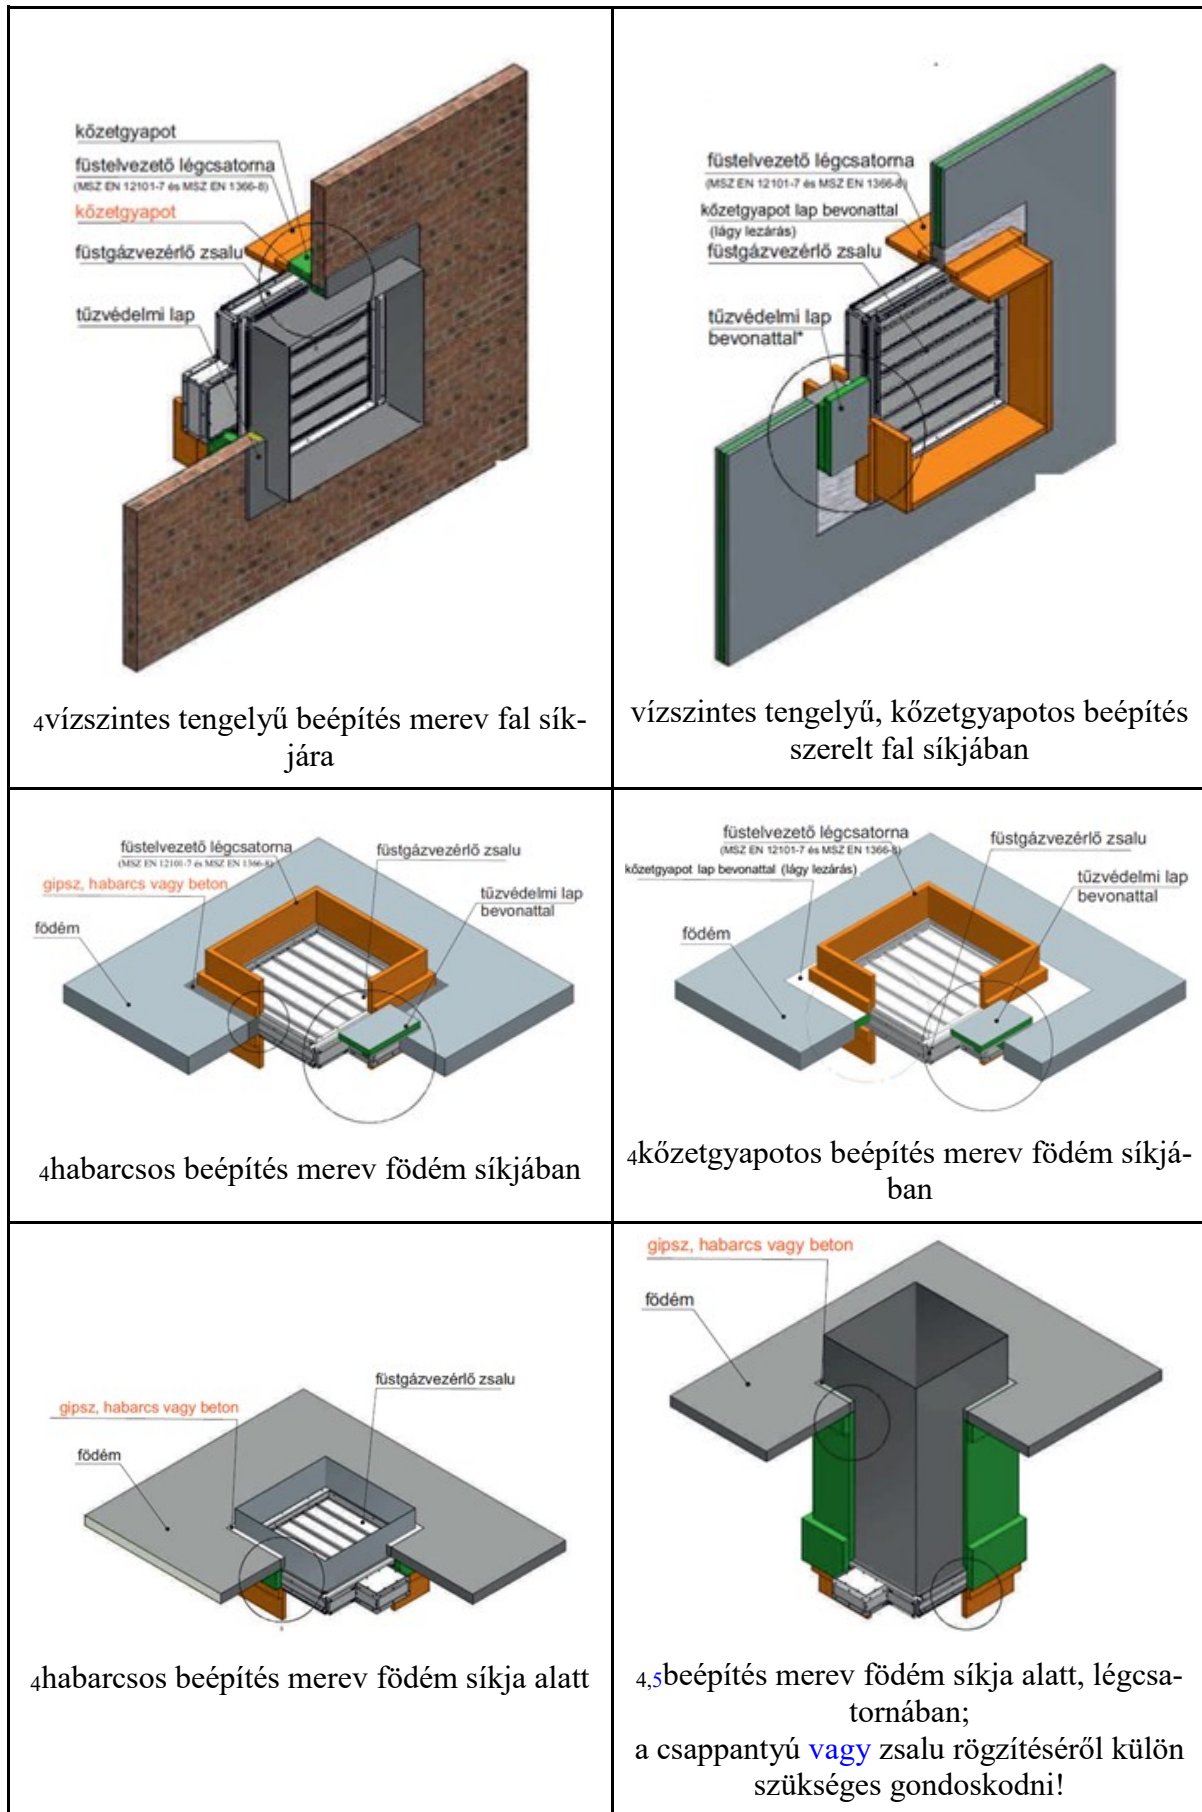 kőzetgyapot
füstelvezető légcsatorna
(MSZ EN 12101-7 és MSZ EN 1366-8)
kőzetgyapot
füstgázvezérlő zsalu
tűzvédelmi lap
4vízszintes tengelyű beépítés merev fal sík-
jára
füstelvezető légcsatorna
(MSZ EN 12101-7 és MSZ EN 1366-8)
kőzetgyapot lap bevonattal
(lágy lezárás)
füstgázvezérlő zsalu
tűzvédelmi lap
bevonattal*
vízszintes tengelyű, kőzetgyapotos beépítés
szerelt fal síkjában
füstelvezető légcsatorna
(MSZ EN 12101-7 és MSZ EN 1366-8)
füstgázvezérlő zsalu
gipsz, habarcs vagy beton
tűzvédelmi lap
bevonattal
födém
4habarcsos beépítés merev födém síkjában
füstelvezető légcsatorna
(MSZ EN 12101-7 és MSZ EN 1366-8)
füstgázvezérlő zsalu
kőzetgyapot lap bevonattal (lágy lezárás)
tűzvédelmi lap
bevonattal
födém
4kőzetgyapotos beépítés merev födém síkjá-
ban
füstgázvezérlő zsalu
gipsz, habarcs vagy beton
födém
4habarcsos beépítés merev födém síkja alatt
gipsz, habarcs vagy beton
födém
4,5beépítés merev födém síkja alatt, légcsa-
tornában;
a csappantyú vagy zsalu rögzítéséről külön
szükséges gondoskodni!